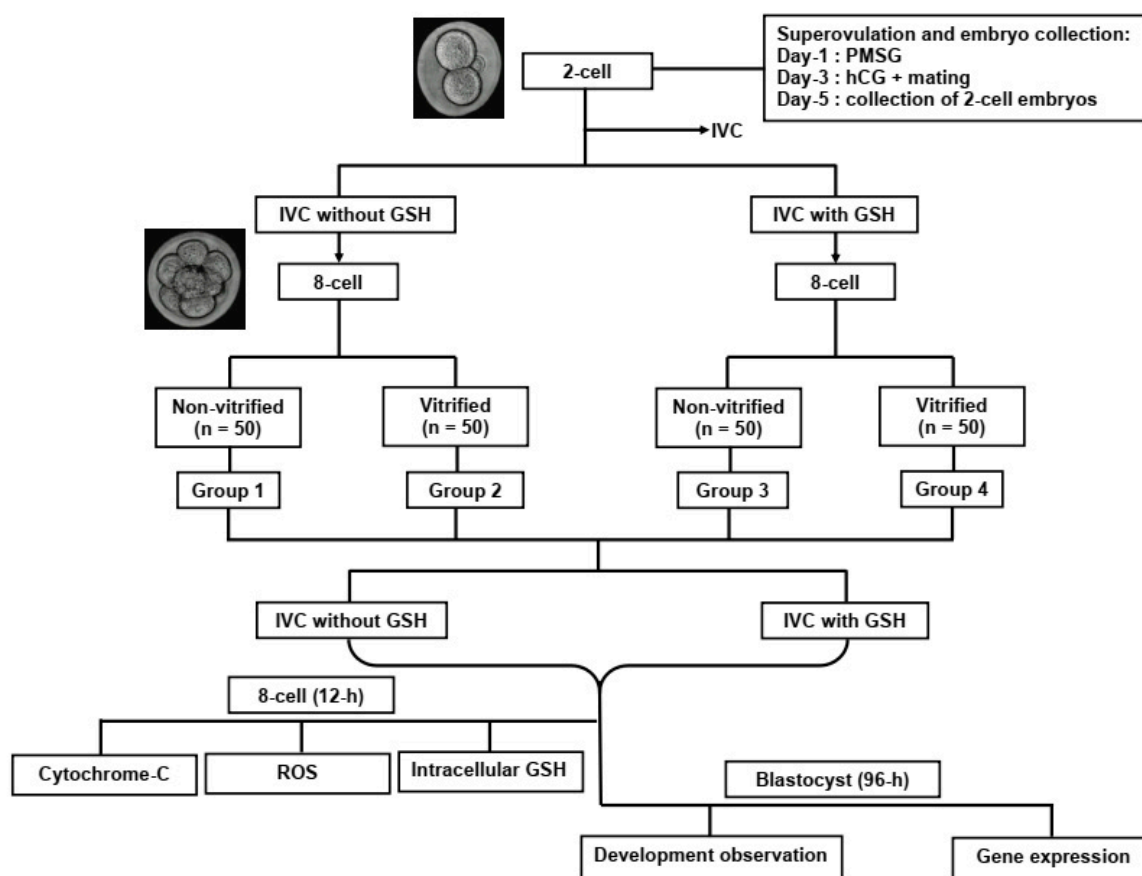 2-cell
Superovulation and embryo collection:
Day-1 : PMSG
Day-3 : hCG + mating
Day-5 : collection of 2-cell embryos
IVC
IVC without GSH
IVC with GSH
8-cell
8-cell
Non-vitrified
(n = 50)
Vitrified
(n = 50)
Non-vitrified
(n = 50)
Vitrified
(n = 50)
Group 1
Group 2
Group 3
Group 4
IVC without GSH
IVC with GSH
8-cell (12-h)
Cytochrome-C
ROS
Intracellular GSH
Blastocyst (96-h)
Development observation
Gene expression